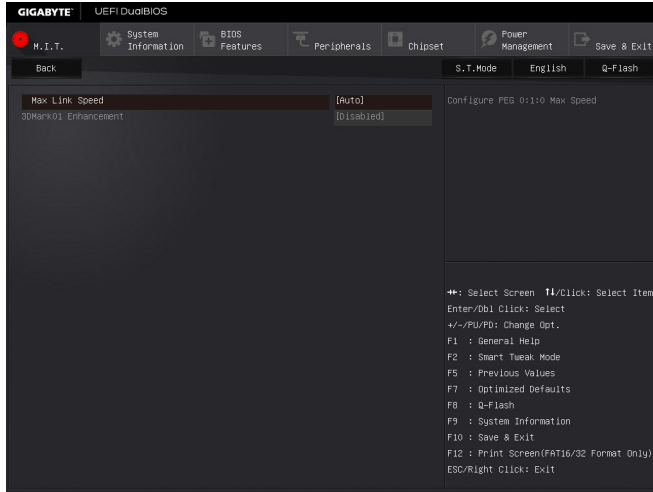 GIGABYTE™ UEFI DualBIOS
M.I.T.
System Information
BIOS Features
Peripherals
Chipset
Power Management
Save & Exit
Back
S.T.Mode
English
Q-Flash
Max Link Speed [Auto]
3DMark01 Enhancement [Disabled]
Configure PEG 0:1:0 Max Speed
→←: Select Screen ↑↓/Click: Select Item
Enter/Dbl Click: Select
+/-/PU/PD: Change Opt.
F1 : General Help
F2 : Smart Tweak Mode
F5 : Previous Values
F7 : Optimized Defaults
F8 : Q-Flash
F9 : System Information
F10 : Save & Exit
F12 : Print Screen(FAT16/32 Format Only)
ESC/Right Click: Exit